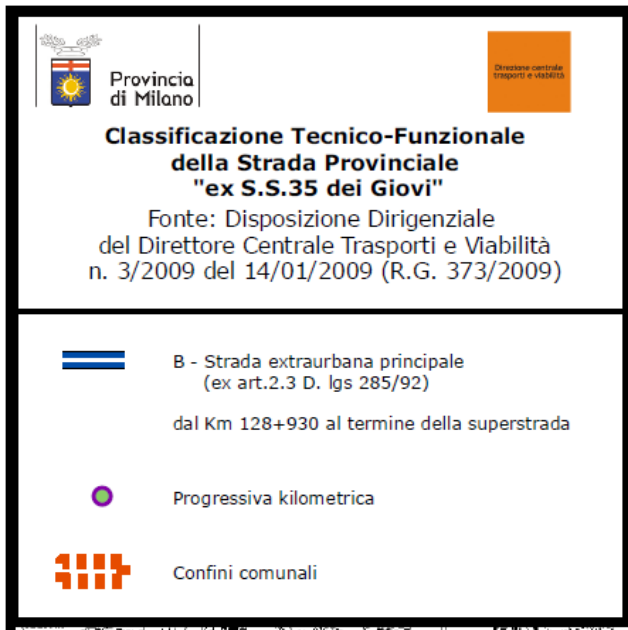 Provincia
di Milano
Direzione centrale
trasporti e viabilità
Classificazione Tecnico-Funzionale
della Strada Provinciale
"ex S.S.35 dei Giovi"
Fonte: Disposizione Dirigenziale
del Direttore Centrale Trasporti e Viabilità
n. 3/2009 del 14/01/2009 (R.G. 373/2009)
B - Strada extraurbana principale
(ex art.2.3 D. lgs 285/92)
dal Km 128+930 al termine della superstrada
Progressiva kilometrica
Confini comunali